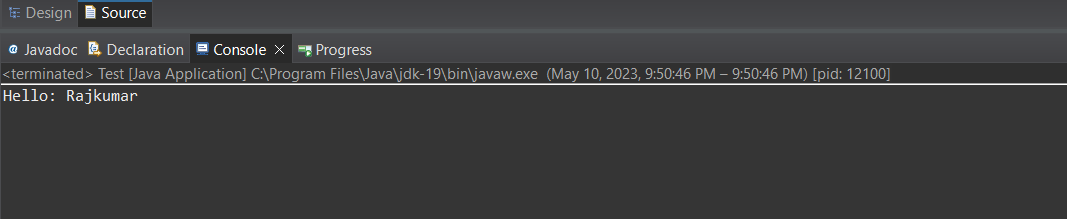 Design Source
Javadoc Declaration Console Progress
<terminated> Test [Java Application] C:\Program Files\Java\jdk-19\bin\javaw.exe (May 10, 2023, 9:50:46 PM – 9:50:46 PM) [pid: 12100]
Hello: Rajkumar